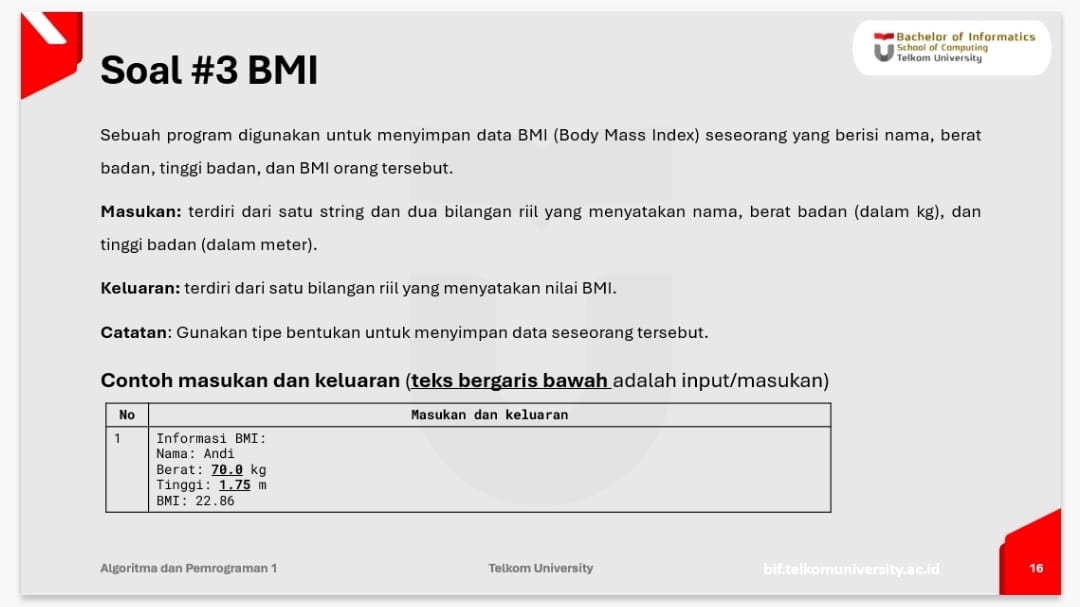 Bachelor of Informatics
School of Computing
Telkom University
Soal #3 BMI
Sebuah program digunakan untuk menyimpan data BMI (Body Mass Index) seseorang yang berisi nama, berat
badan, tinggi badan, dan BMI orang tersebut.
Masukan: terdiri dari satu string dan dua bilangan riil yang menyatakan nama, berat badan (dalam kg), dan
tinggi badan (dalam meter).
Keluaran: terdiri dari satu bilangan riil yang menyatakan nilai BMI.
Catatan: Gunakan tipe bentukan untuk menyimpan data seseorang tersebut.
Contoh masukan dan keluaran (teks bergaris bawah adalah input/masukan)
No Masukan dan keluaran
1 Informasi BMI:
Nama: Andi
Berat: 70.0 kg
Tinggi: 1.75 m
BMI: 22.86
Algoritma dan Pemrograman 1 Telkom University bif.telkomuniversity.ac.id 16